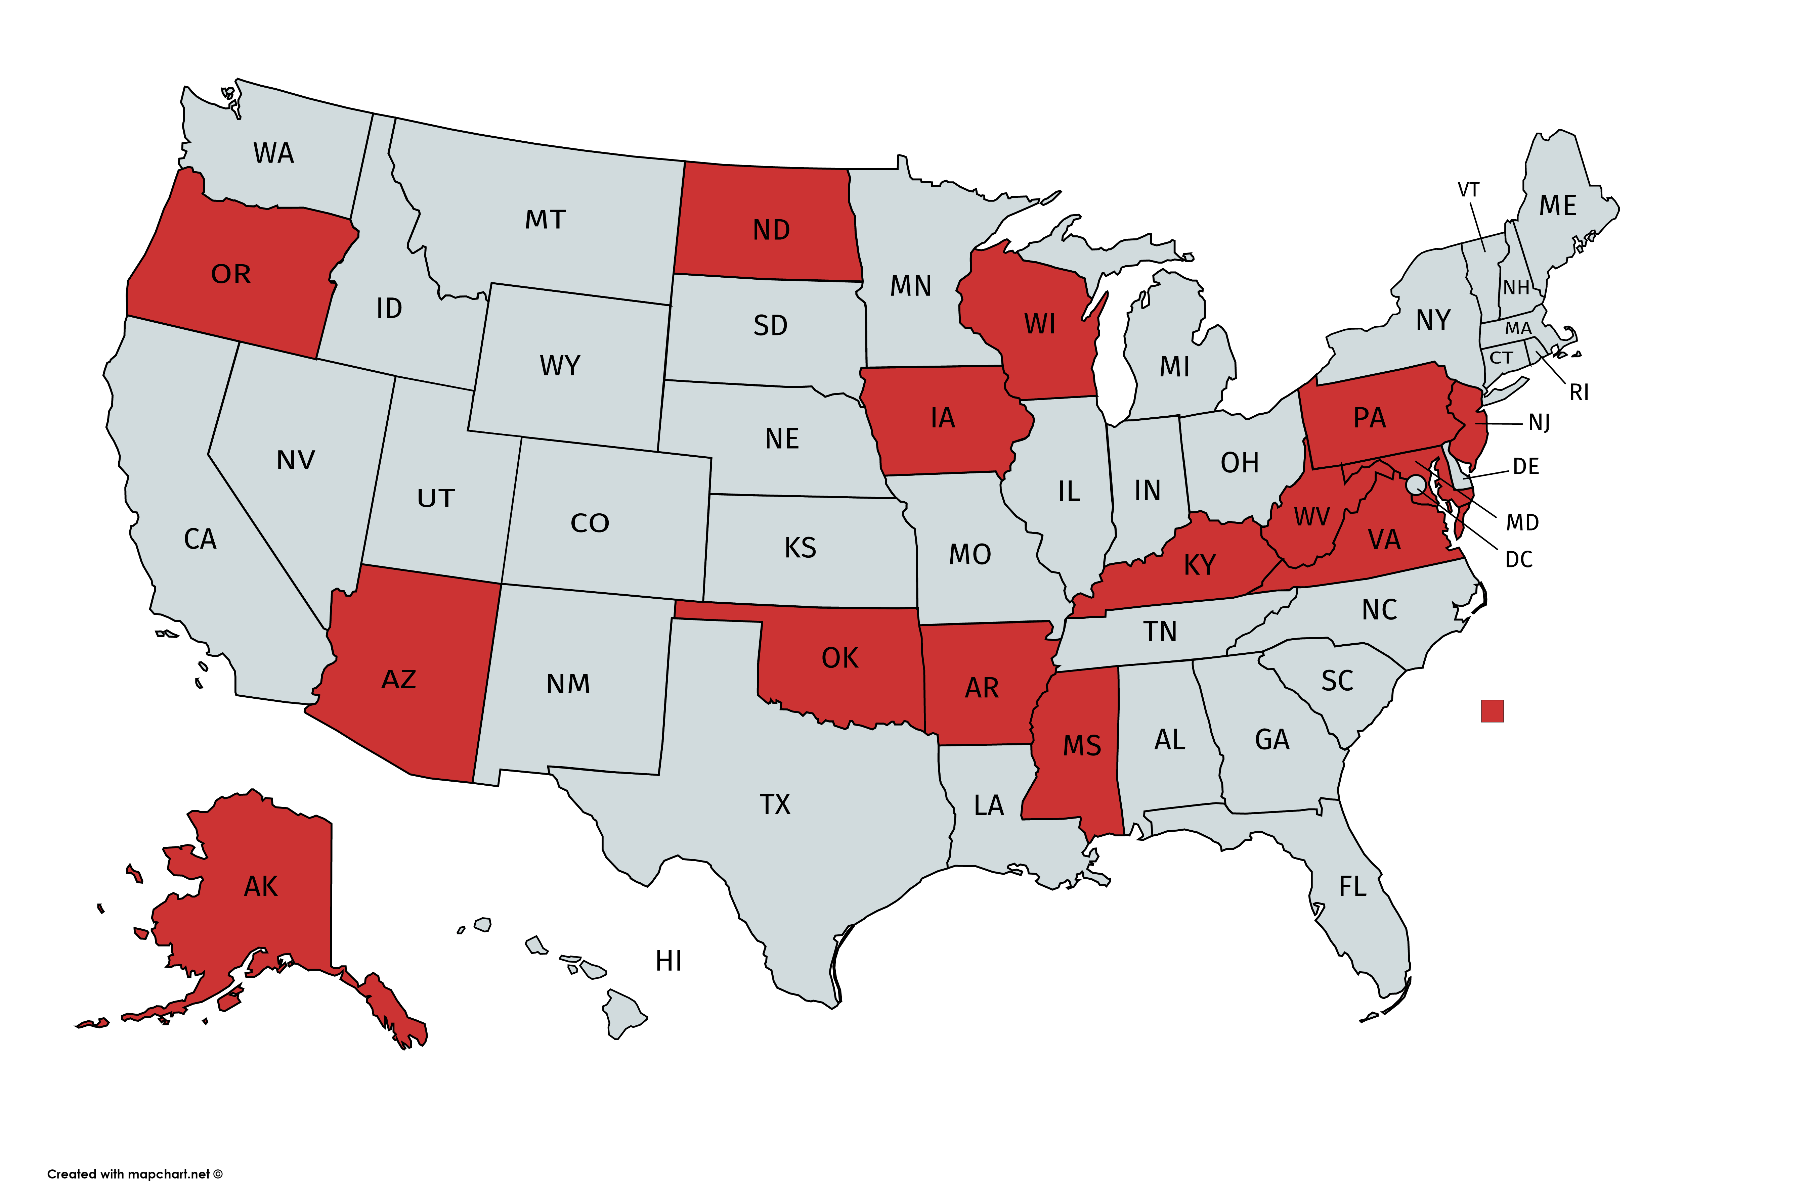 WA
MT
ND
MN
OR
ID
SD
WI
WY
MI
NY
VT
ME
NH
MA
CT
RI
NJ
PA
DE
MD
DC
IA
NE
NV
UT
CO
CA
KS
MO
IL
IN
OH
WV
VA
KY
NC
TN
SC
AZ
NM
OK
AR
MS
AL
GA
TX
LA
FL
AK
HI
Created with mapchart.net ©